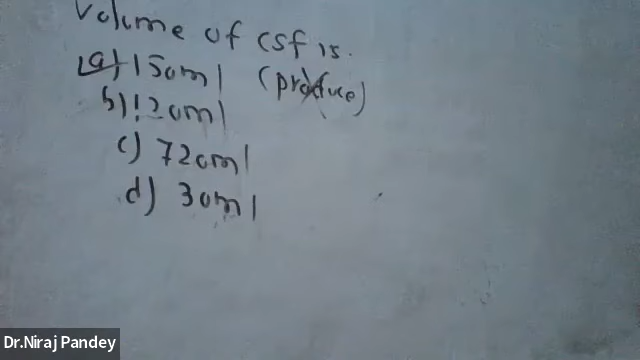 Volume of csf is.
a) 150ml (produce)
b) 120ml
c) 720ml
d) 30ml
Dr.Niraj Pandey